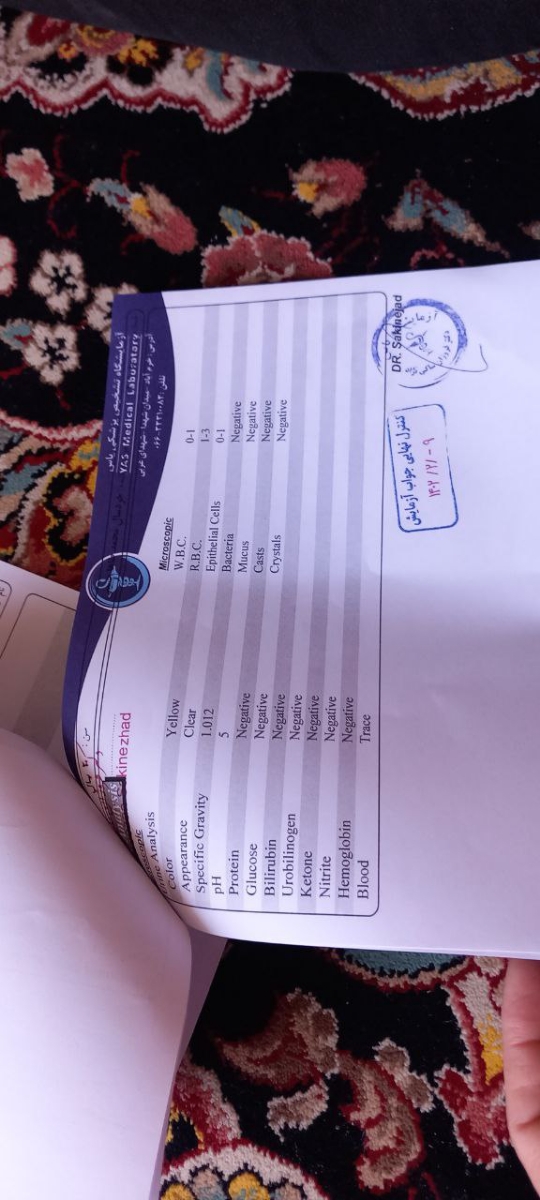 آزمایشگاه تشخیص پزشکی یاس
YAS Medical Laboratory
kinezhad
Urine Analysis
Color Yellow
Appearance Clear
Specific Gravity 1.012
pH 5
Protein Negative
Glucose Negative
Bilirubin Negative
Urobilinogen Negative
Ketone Negative
Nitrite Negative
Hemoglobin Negative
Blood Trace
Microscopic
W.B.C. 0-1
R.B.C. 1-3
Epithelial Cells 0-1
Bacteria Negative
Mucus Negative
Casts Negative
Crystals Negative
DR. Sakinejad
کنترل نهایی جواب آزمایش
۱۴۰۲/۲/-۹